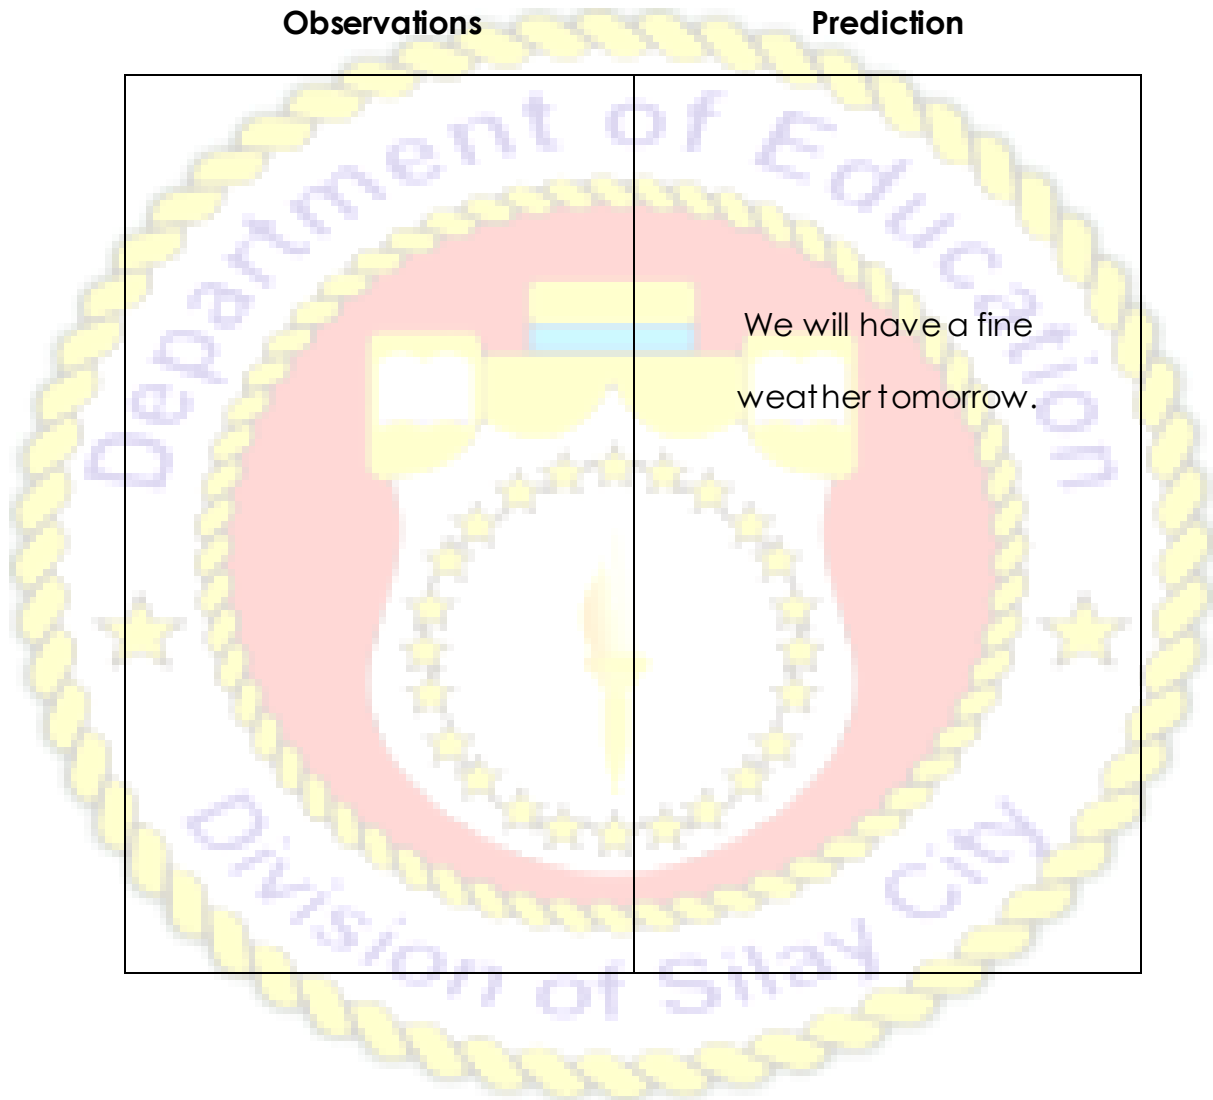 Observations Prediction
Department of Education
We will have a fine
weather tomorrow.
Division of Silay City